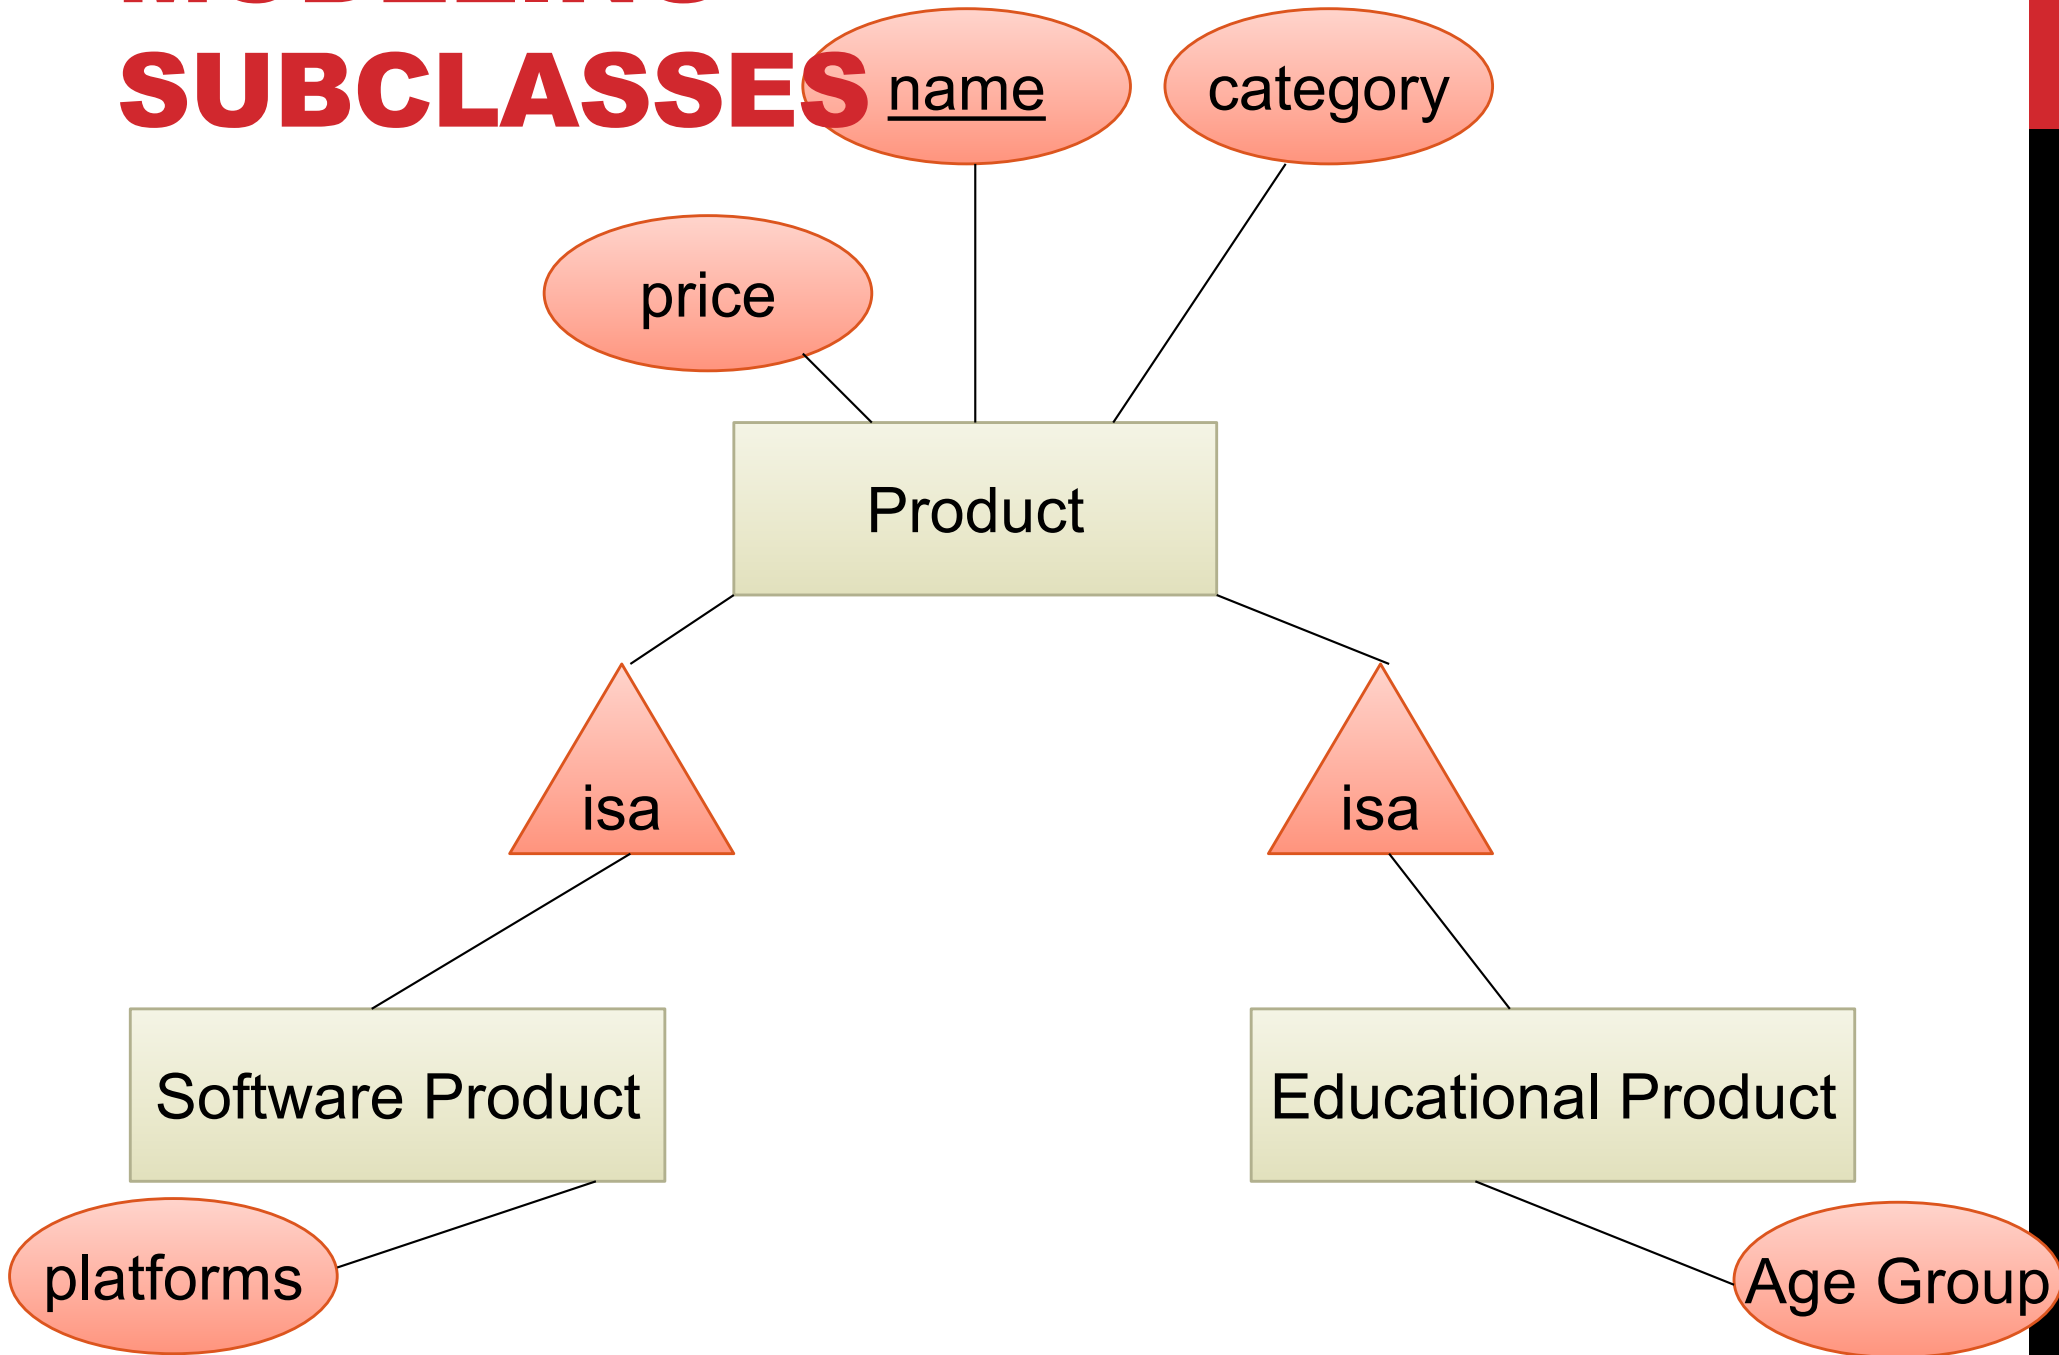 SUBCLASSES
name
category
price
Product
isa
isa
Software Product
Educational Product
platforms
Age Group